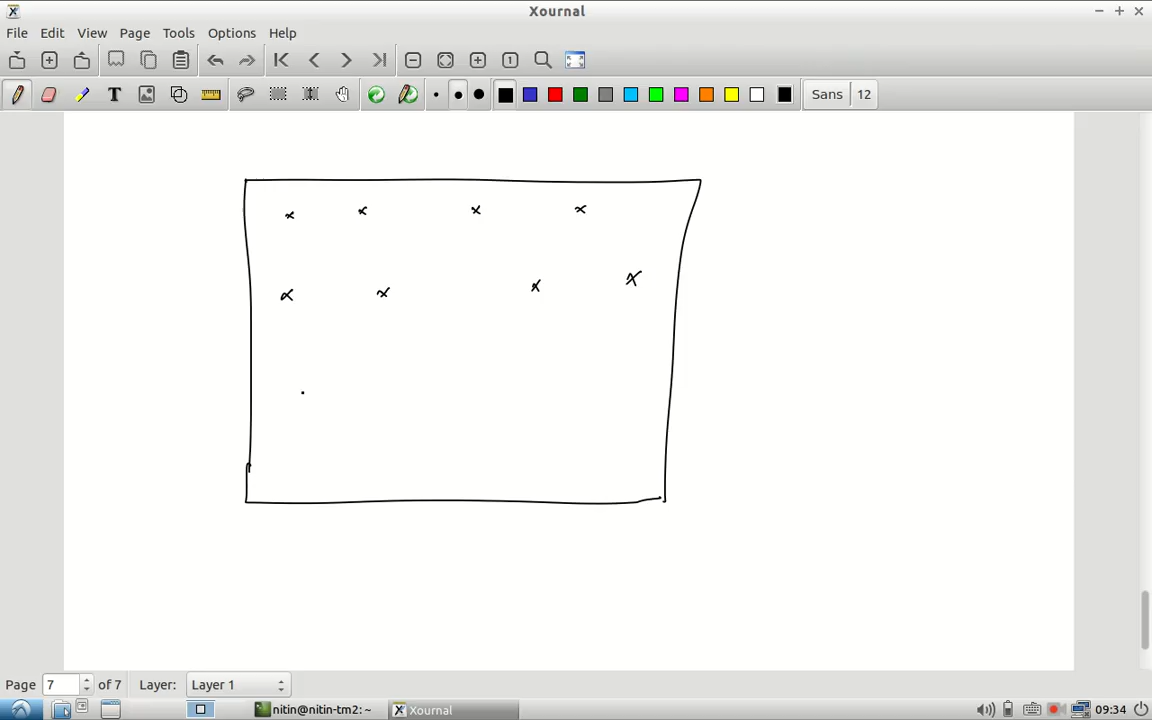 Xournal
File Edit View Page Tools Options Help
Sans 12
x x x x
x x x x
Page 7 of 7 Layer: Layer 1
nitin@nitin-tm2: ~ Xournal 09:34